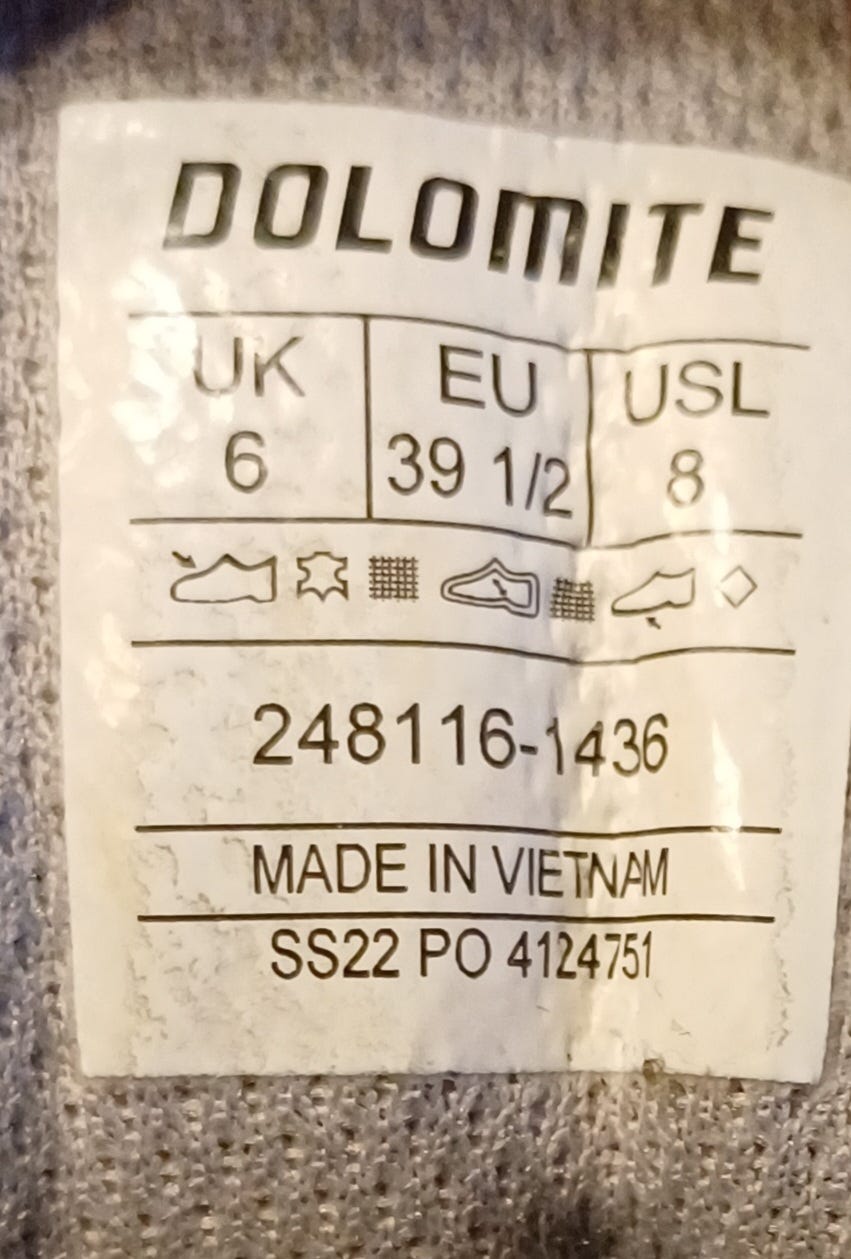 DOLOMITE
UK EU USL
6 39 1/2 8
248116-1436
MADE IN VIETNAM
SS22 PO 4124751